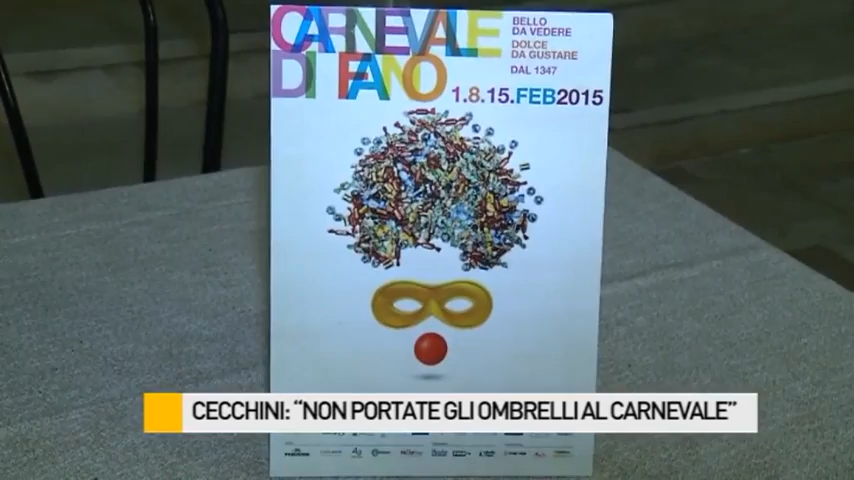 CARNEVALE
DI FANO
BELLO
DA VEDERE
DOLCE
DA GUSTARE
DAL 1347
1.8.15.FEB2015
CECCHINI: “NON PORTATE GLI OMBRELLI AL CARNEVALE”